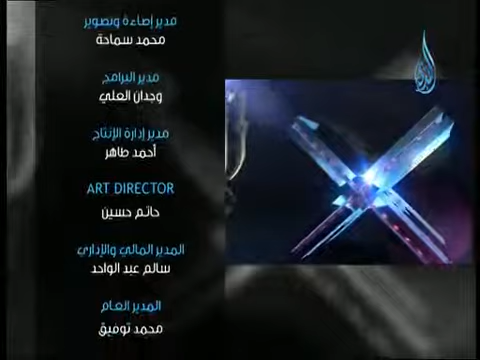 مدير إضاءة وتصوير
محمد سماحة
مدير البرامج
وجدان العلي
مدير إدارة الإنتاج
أحمد طاهر
ART DIRECTOR
حاتم حسين
المدير المالي والإداري
سالم عبد الواحد
المدير العام
محمد توفيق